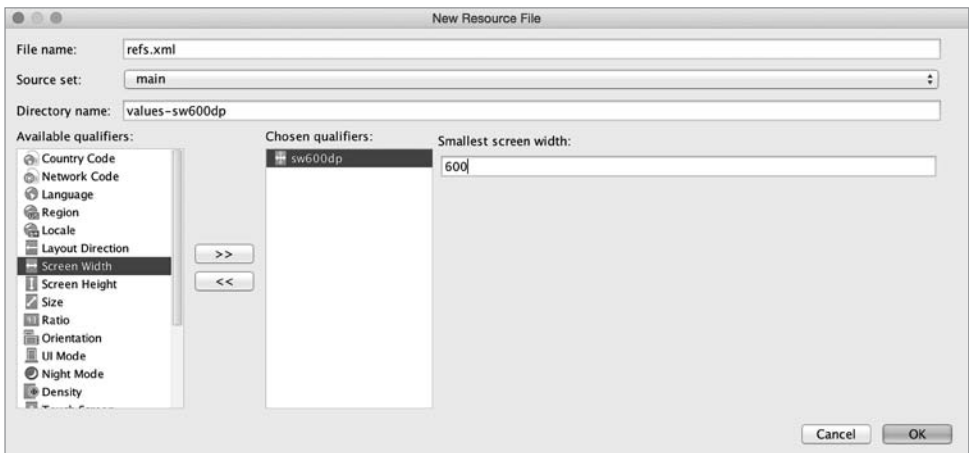 New Resource File
File name: refs.xml
Source set: main
Directory name: values-sw600dp
Available qualifiers:
Country Code
Network Code
Language
Region
Locale
Layout Direction
Screen Width
Screen Height
Size
Ratio
Orientation
UI Mode
Night Mode
Density
>>
<<
Chosen qualifiers:
sw600dp
Smallest screen width:
600
Cancel
OK